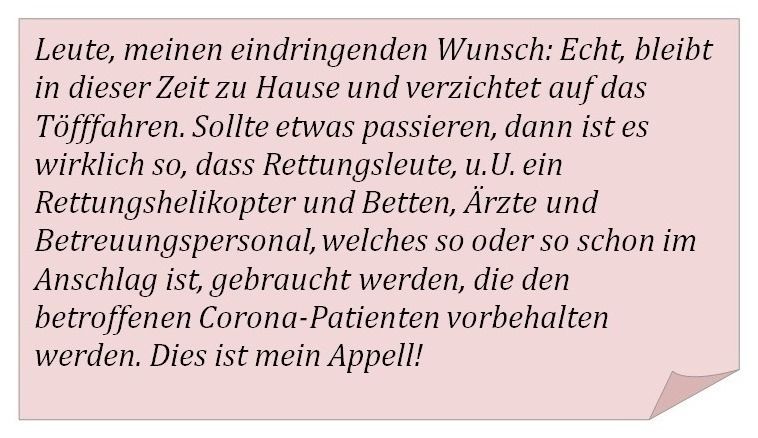 Leute, meinen eindringenden Wunsch: Echt, bleibt
in dieser Zeit zu Hause und verzichtet auf das
Töfffahren. Sollte etwas passieren, dann ist es
wirklich so, dass Rettungsleute, u.U. ein
Rettungshelikopter und Betten, Ärzte und
Betreuungspersonal, welches so oder so schon im
Anschlag ist, gebraucht werden, die den
betroffenen Corona-Patienten vorbehalten
werden. Dies ist mein Appell!